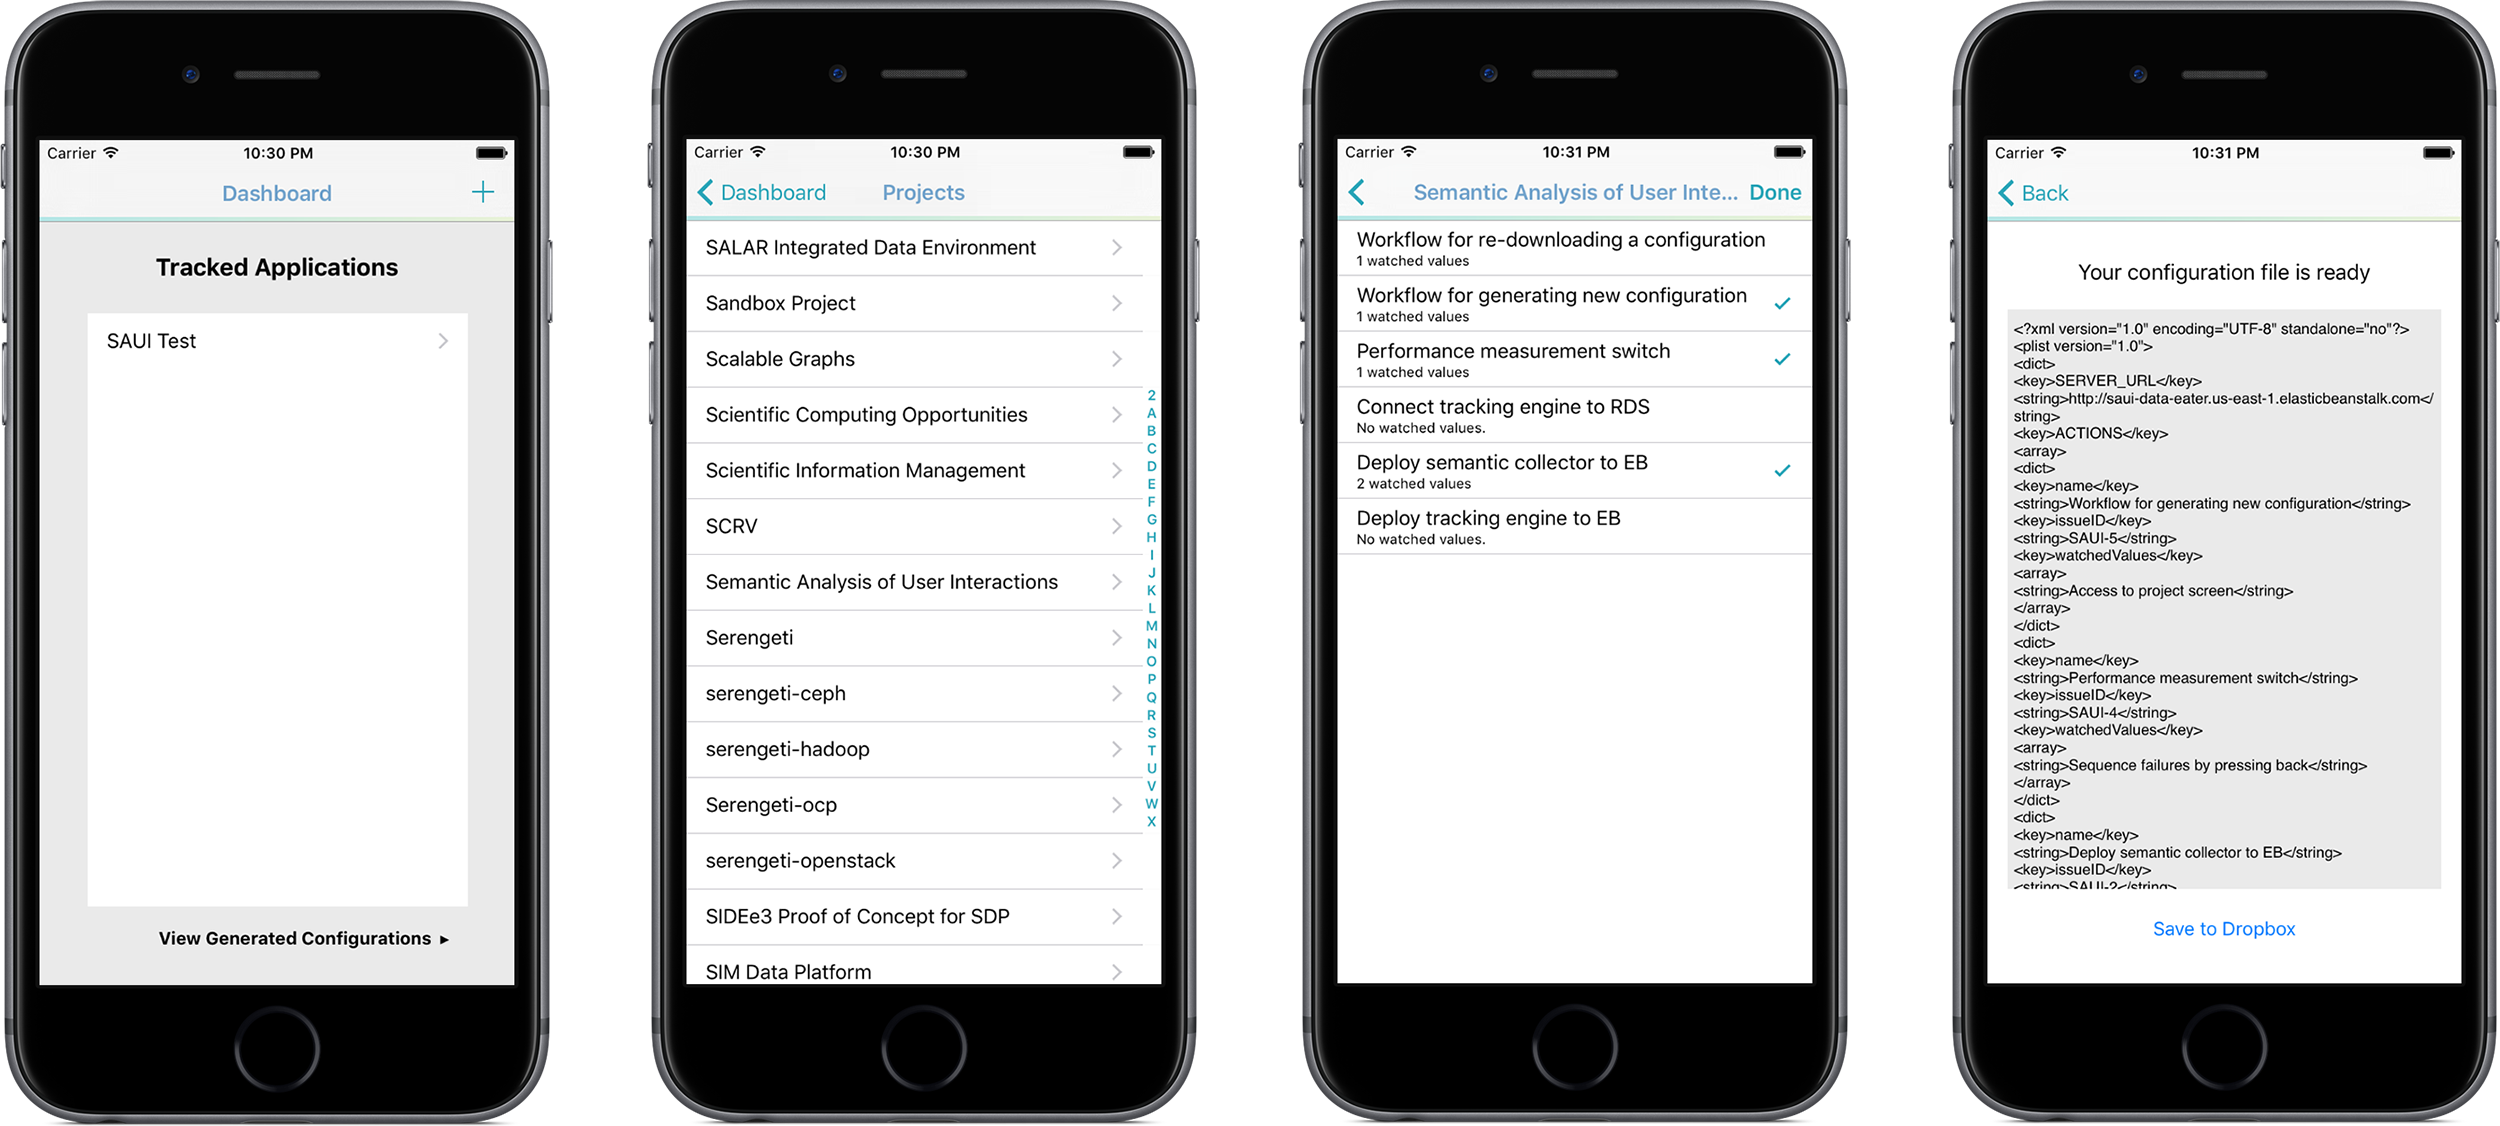 Carrier
10:30 PM
Dashboard
+
Tracked Applications
SAUI Test
View Generated Configurations ▸
Carrier
10:30 PM
Dashboard
Projects
SALAR Integrated Data Environment
Sandbox Project
Scalable Graphs
Scientific Computing Opportunities
Scientific Information Management
SCRV
Semantic Analysis of User Interactions
Serengeti
serengeti-ceph
serengeti-hadoop
Serengeti-ocp
serengeti-openstack
SIDEe3 Proof of Concept for SDP
SIM Data Platform
2
A
B
C
D
E
F
G
H
I
J
K
L
M
N
O
P
Q
R
S
T
U
V
W
X
Carrier
10:31 PM
Semantic Analysis of User Inte...
Done
Workflow for re-downloading a configuration
1 watched values
Workflow for generating new configuration
1 watched values
Performance measurement switch
1 watched values
Connect tracking engine to RDS
No watched values.
Deploy semantic collector to EB
2 watched values
Deploy tracking engine to EB
No watched values.
Carrier
10:31 PM
Back
Your configuration file is ready
<?xml version="1.0" encoding="UTF-8" standalone="no"?>
<plist version="1.0">
<dict>
<key>SERVER_URL</key>
<string>http://saui-data-eater.us-east-1.elasticbeanstalk.com</
string>
<key>ACTIONS</key>
<array>
<dict>
<key>name</key>
<string>Workflow for generating new configuration</string>
<key>issueID</key>
<string>SAUI-5</string>
<key>watchedValues</key>
<array>
<string>Access to project screen</string>
</array>
</dict>
<dict>
<key>name</key>
<string>Performance measurement switch</string>
<key>issueID</key>
<string>SAUI-4</string>
<key>watchedValues</key>
<array>
<string>Sequence failures by pressing back</string>
</array>
</dict>
<dict>
<key>name</key>
<string>Deploy semantic collector to EB</string>
<key>issueID</key>
<string>SAUI-2</string>
Save to Dropbox